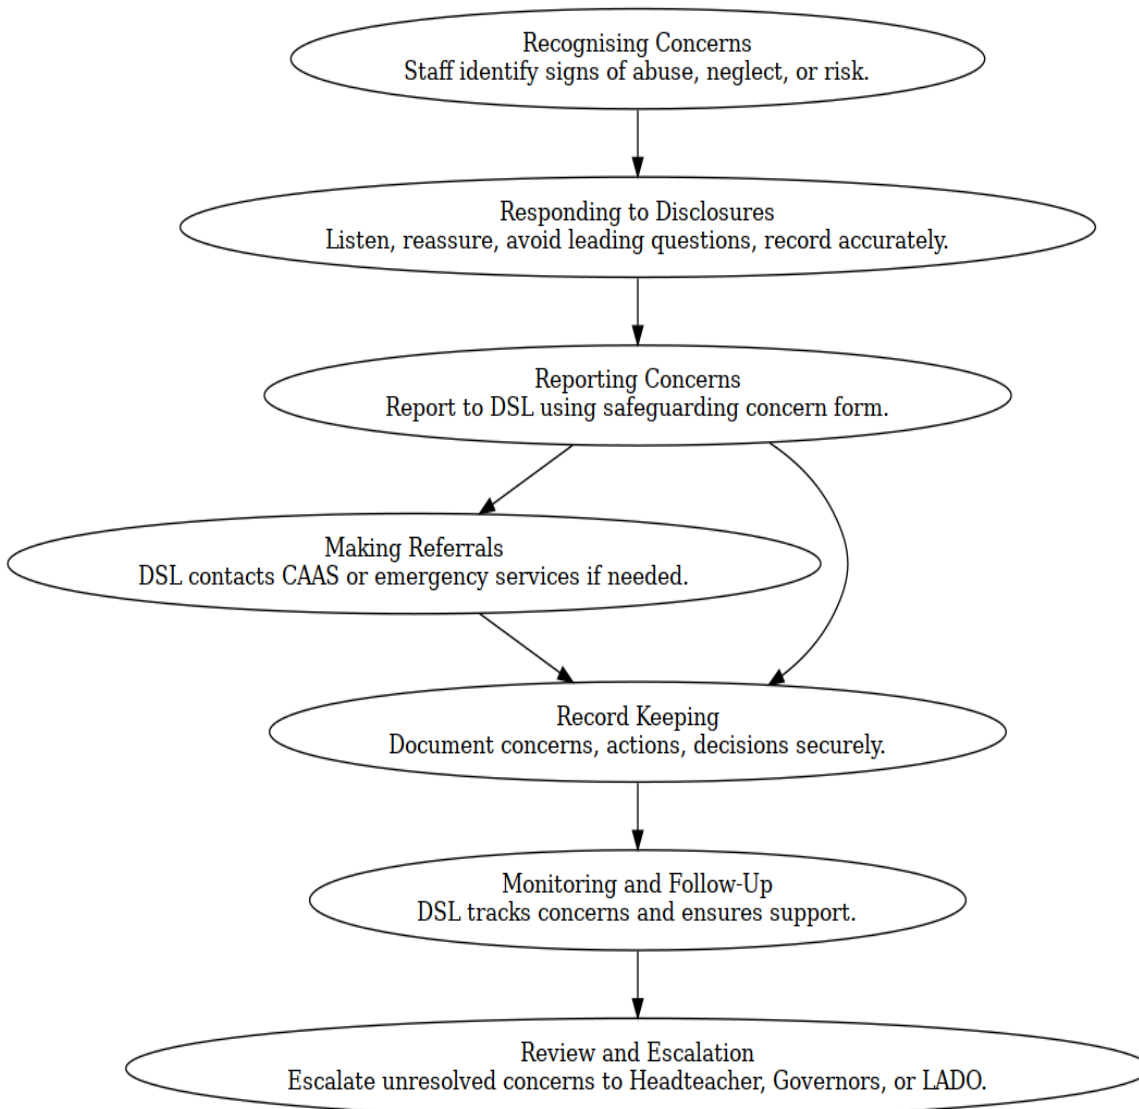 Recognising Concerns
Staff identify signs of abuse, neglect, or risk.
Responding to Disclosures
Listen, reassure, avoid leading questions, record accurately.
Reporting Concerns
Report to DSL using safeguarding concern form.
Making Referrals
DSL contacts CAAS or emergency services if needed.
Record Keeping
Document concerns, actions, decisions securely.
Monitoring and Follow-Up
DSL tracks concerns and ensures support.
Review and Escalation
Escalate unresolved concerns to Headteacher, Governors, or LADO.